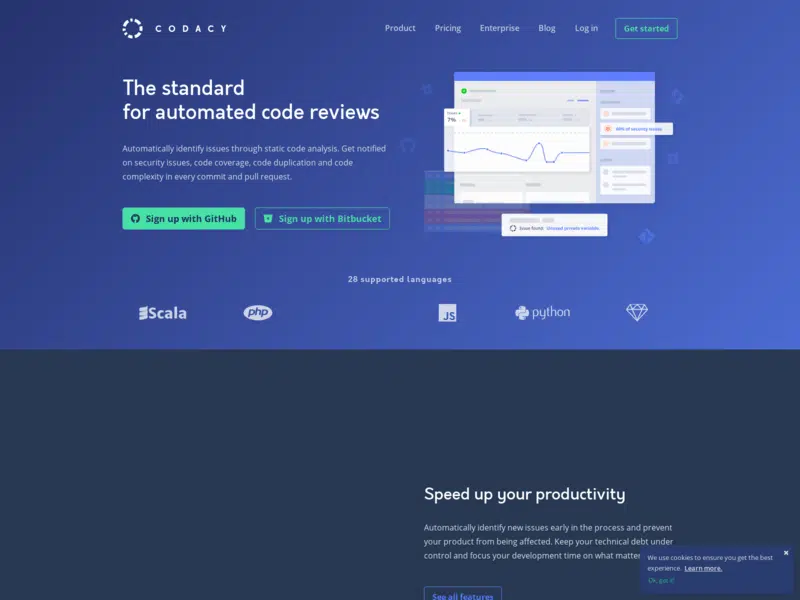 CODACY
Product Pricing Enterprise Blog Log in Get started
The standard
for automated code reviews
Automatically identify issues through static code analysis. Get notified
on security issues, code coverage, code duplication and code
complexity in every commit and pull request.
Sign up with GitHub Sign up with Bitbucket
7%
of security issues
Issue found: Unused private variable.
28 supported languages
Scala php JS python
Speed up your productivity
Automatically identify new issues early in the process and prevent
your product from being affected. Keep your technical debt under
control and focus your development time on what matter
See all features
We use cookies to ensure you get the best
experience. Learn more.
Ok, got it!